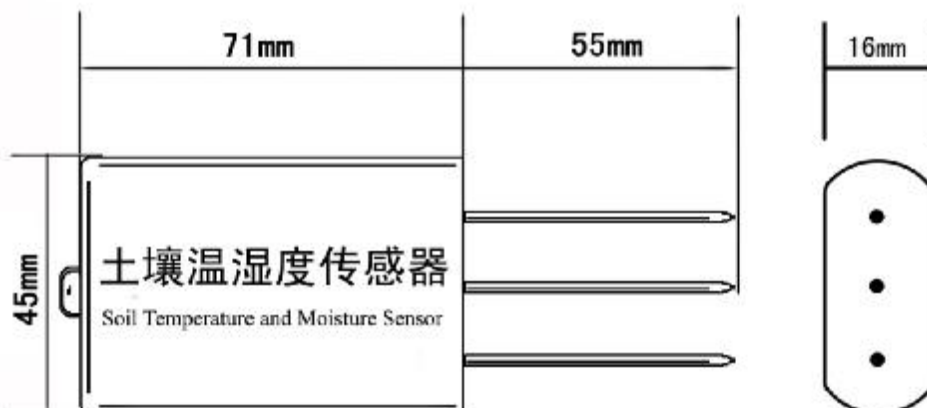 71mm
55mm
16mm
45mm
土壤温湿度传感器
Soil Temperature and Moisture Sensor